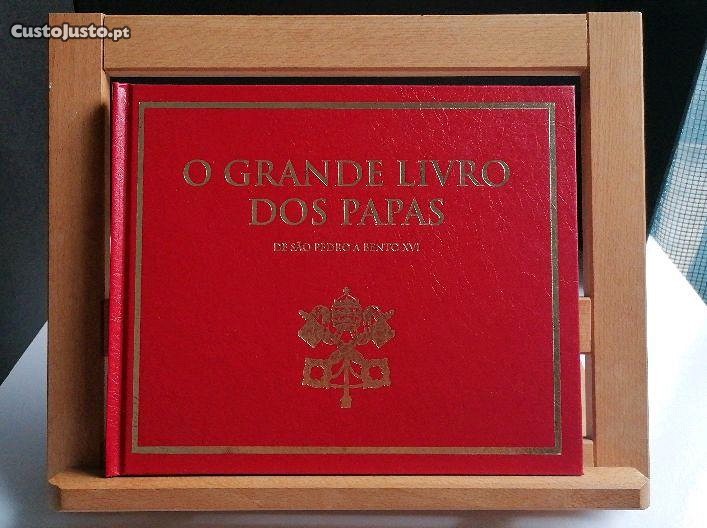 CustoJusto.pt
O GRANDE LIVRO
DOS PAPAS
DE SÃO PEDRO A BENTO XVI